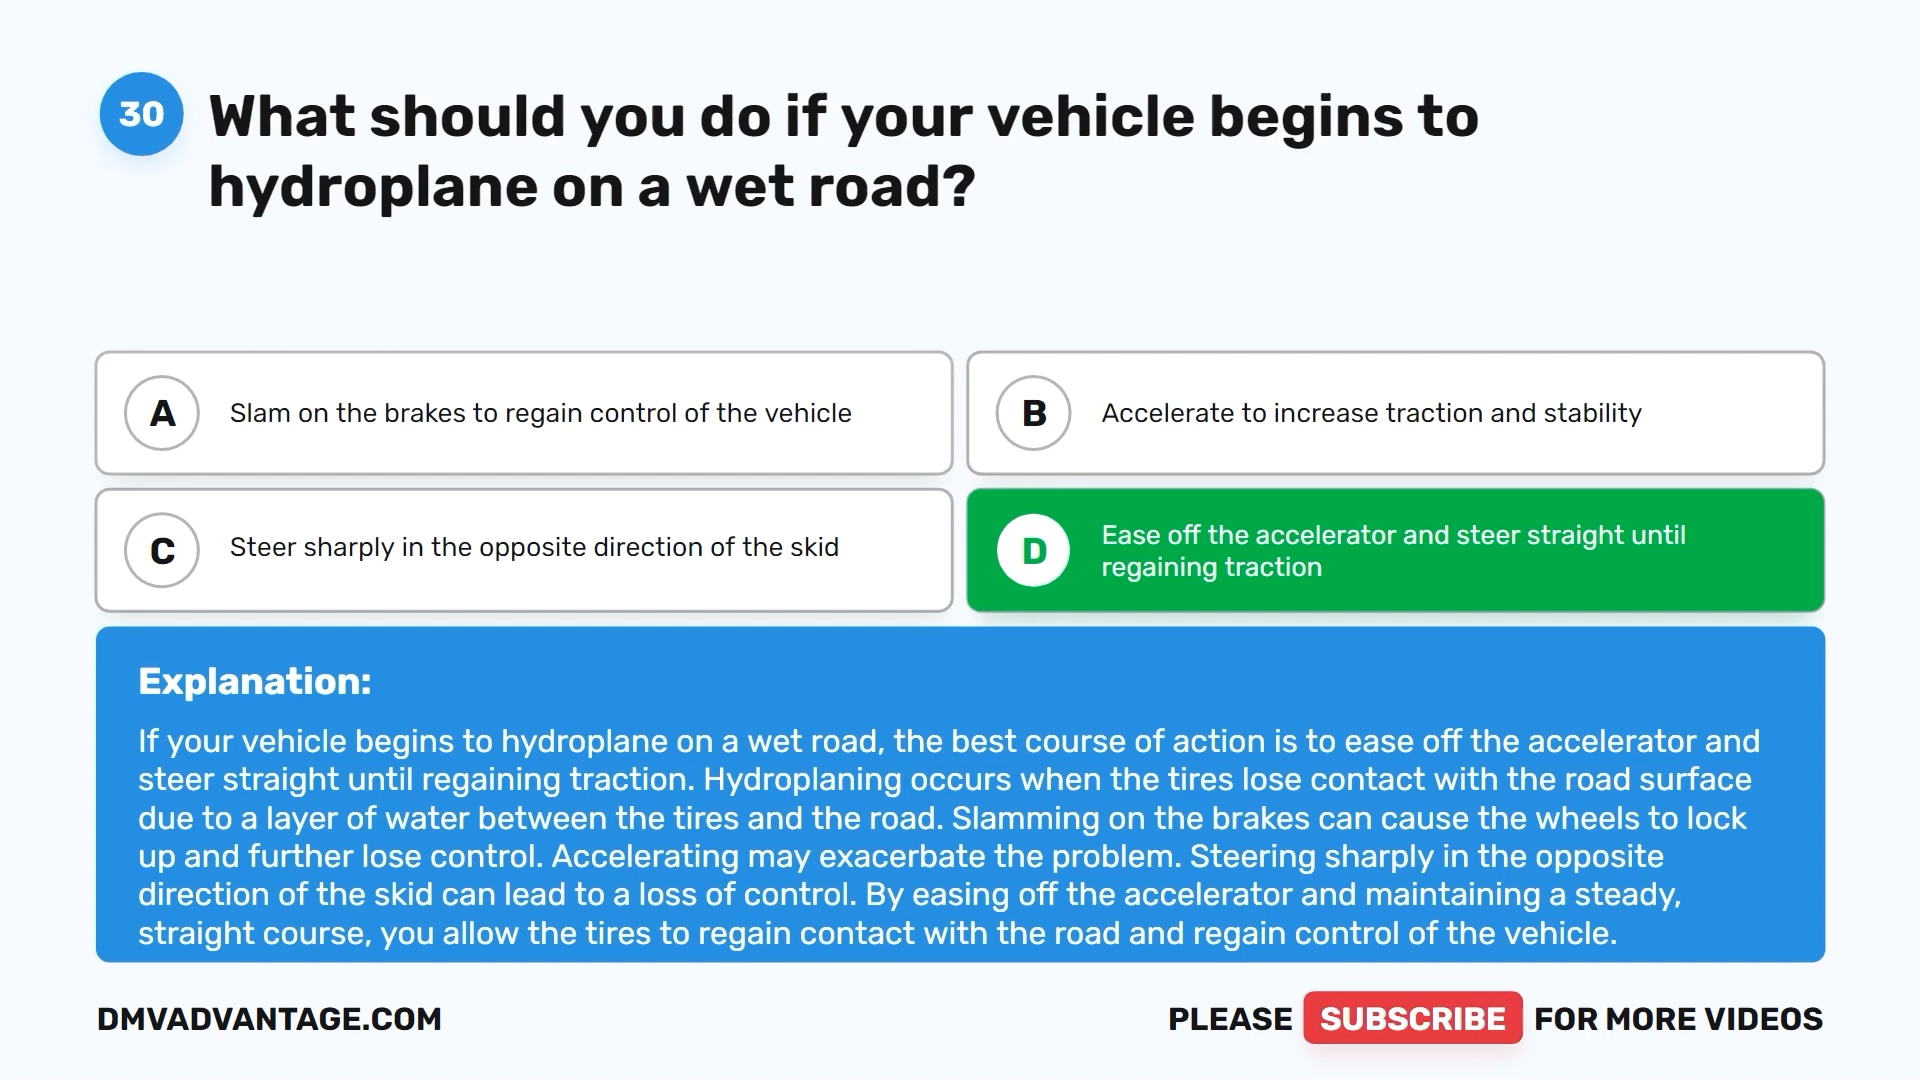 30
What should you do if your vehicle begins to
hydroplane on a wet road?
A
Slam on the brakes to regain control of the vehicle
B
Accelerate to increase traction and stability
C
Steer sharply in the opposite direction of the skid
D
Ease off the accelerator and steer straight until
regaining traction
Explanation:
If your vehicle begins to hydroplane on a wet road, the best course of action is to ease off the accelerator and
steer straight until regaining traction. Hydroplaning occurs when the tires lose contact with the road surface
due to a layer of water between the tires and the road. Slamming on the brakes can cause the wheels to lock
up and further lose control. Accelerating may exacerbate the problem. Steering sharply in the opposite
direction of the skid can lead to a loss of control. By easing off the accelerator and maintaining a steady,
straight course, you allow the tires to regain contact with the road and regain control of the vehicle.
DMVADVANTAGE.COM
PLEASE SUBSCRIBE FOR MORE VIDEOS